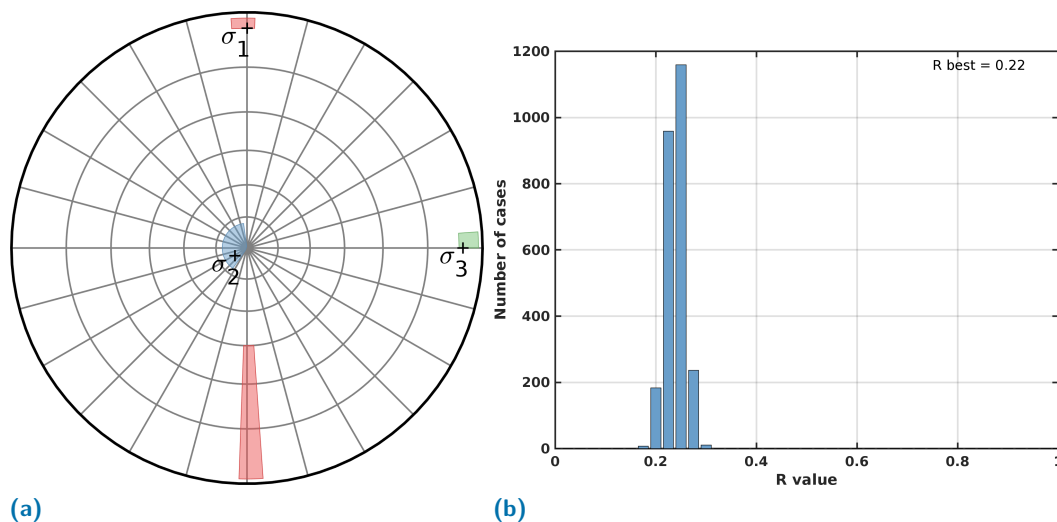 σ1
σ2
σ3
(a)
R best = 0.22
Number of cases
1200
1000
800
600
400
200
0
0 0.2 0.4 0.6 0.8 1
R value
(b)